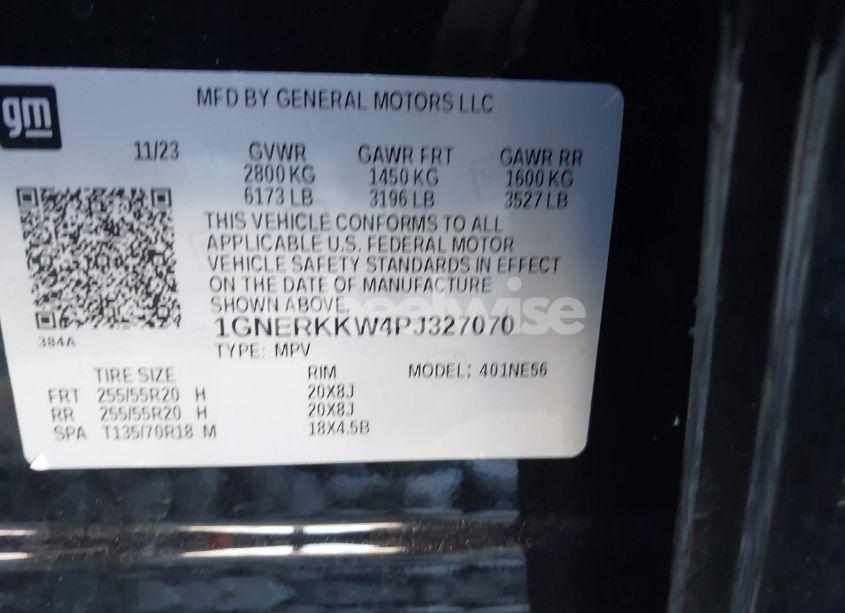 gm
MFD BY GENERAL MOTORS LLC
11/23 GVWR GAWR FRT GAWR RR
2800 KG 1450 KG 1600 KG
6173 LB 3196 LB 3527 LB
THIS VEHICLE CONFORMS TO ALL
APPLICABLE U.S. FEDERAL MOTOR
VEHICLE SAFETY STANDARDS IN EFFECT
ON THE DATE OF MANUFACTURE
SHOWN ABOVE.
1GNERKKW4PJ327070
384A
TYPE: MPV
TIRE SIZE RIM MODEL: 401NE56
FRT 255/55R20 H 20X8J
RR 255/55R20 H 20X8J
SPA T135/70R18 M 18X4.5B